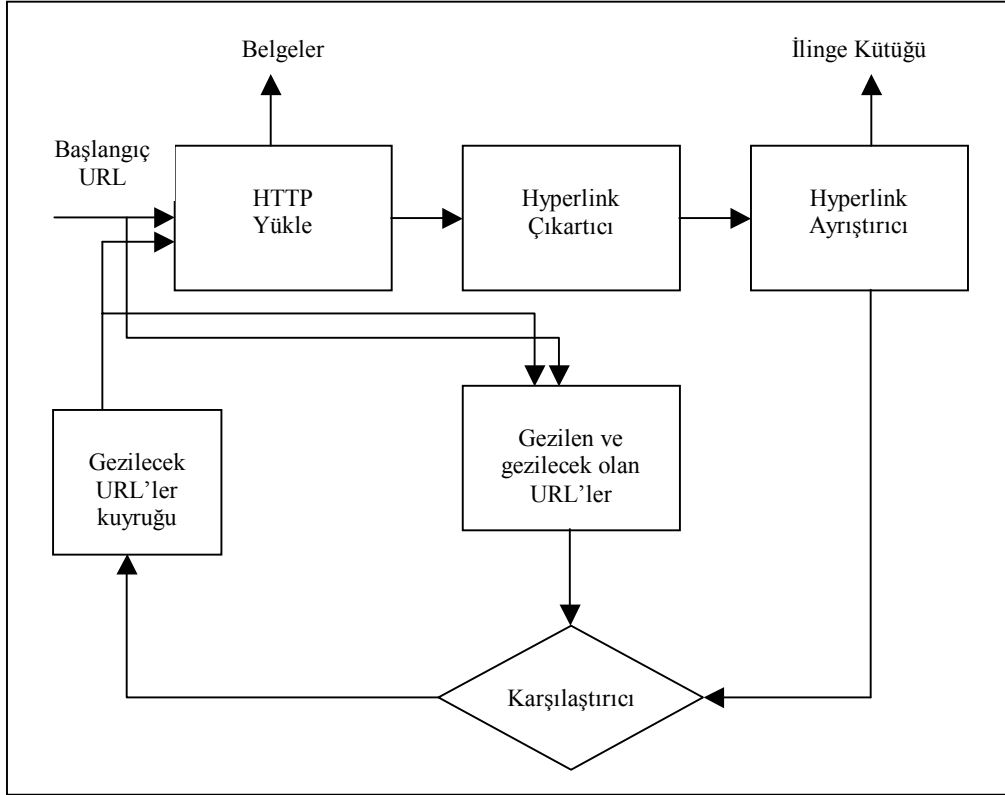 Belgeler
İlinge Kütüğü
Başlangıç
URL
HTTP
Yükle
Hyperlink
Çıkartıcı
Hyperlink
Ayrıştırıcı
Gezilecek
URL’ler
kuyruğu
Gezilen ve
gezilecek olan
URL’ler
Karşılaştırıcı